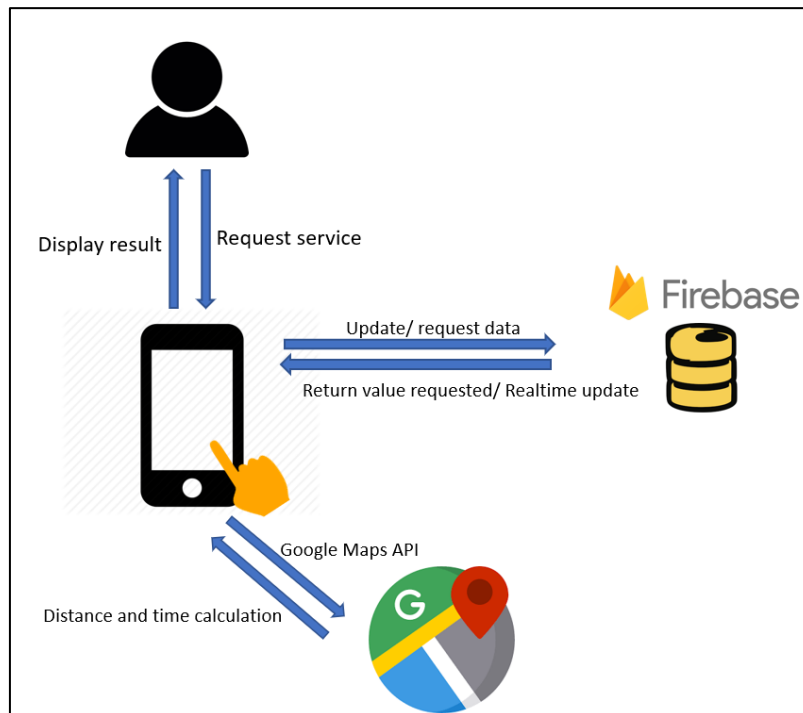 Display result
Request service
Firebase
Update/ request data
Return value requested/ Realtime update
Google Maps API
Distance and time calculation
G